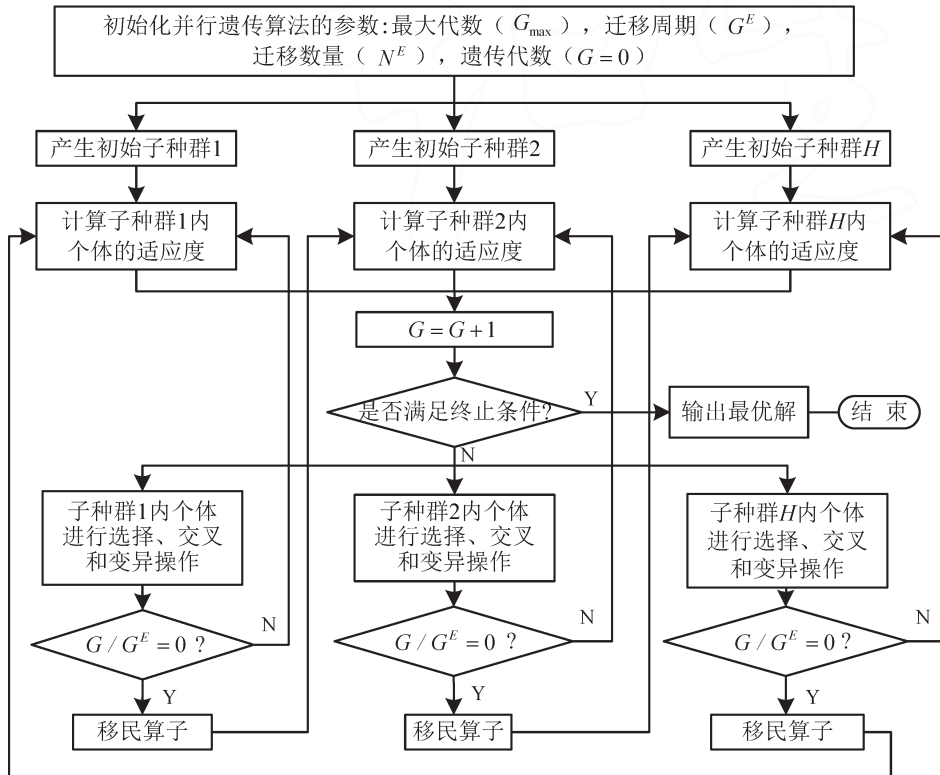 初始化并行遗传算法的参数:最大代数（G_max），迁移周期（G^E），
迁移数量（N^E），遗传代数（G=0）
产生初始子种群1
产生初始子种群2
产生初始子种群H
计算子种群1内
个体的适应度
计算子种群2内
个体的适应度
计算子种群H内
个体的适应度
G=G+1
是否满足终止条件?
Y
输出最优解
结 束
N
子种群1内个体
进行选择、交叉
和变异操作
子种群2内个体
进行选择、交叉
和变异操作
子种群H内个体
进行选择、交叉
和变异操作
G/G^E=0 ?
N
G/G^E=0 ?
N
G/G^E=0 ?
N
Y
Y
Y
移民算子
移民算子
移民算子